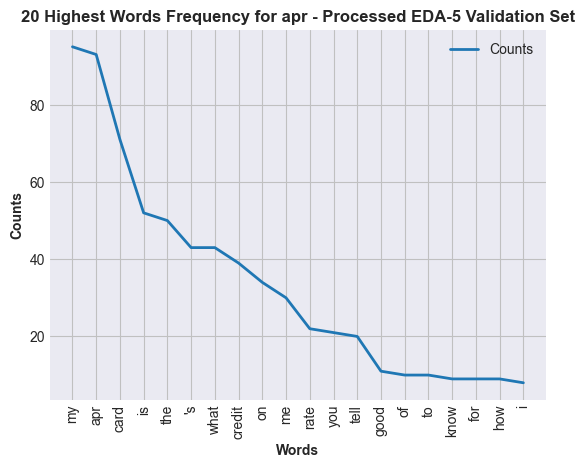 20 Highest Words Frequency for apr - Processed EDA-5 Validation Set
Counts
80
60
40
20
Counts
my
apr
card
is
the
's
what
credit
on
me
rate
you
tell
good
of
to
know
for
how
i
Words